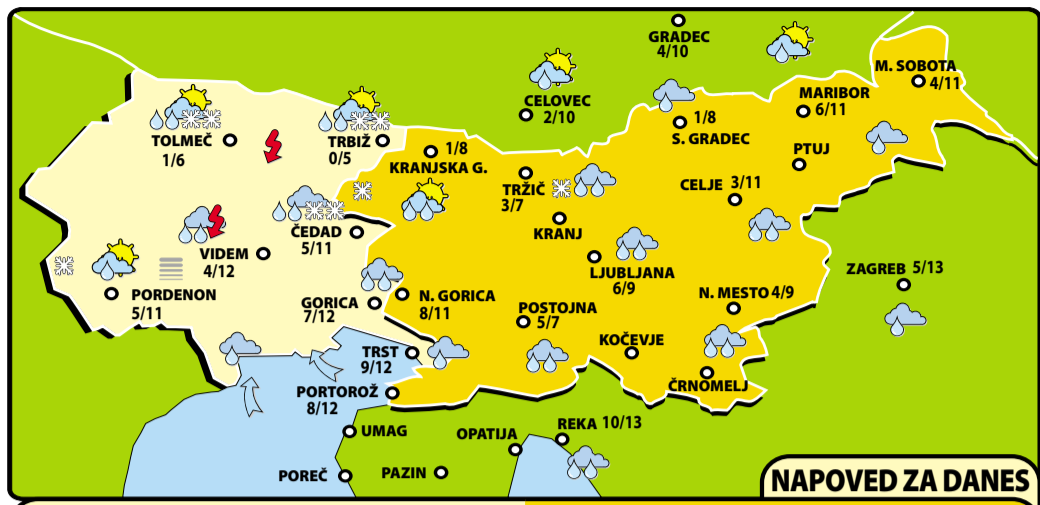 GRADEC
4/10
M. SOBOTA
4/11
CELOVEC
2/10
MARIBOR
6/11
1/8
S. GRADEC
TOLMEČ
1/6
TRBIŽ
0/5
1/8
KRANJSKA G.
PTUJ
TRŽIČ
3/7
CELJE 3/11
KRANJ
ČEDAD
5/11
VIDEM
4/12
LJUBLJANA
6/9
ZAGREB 5/13
PORDENON
5/11
GORICA
7/12
N. GORICA
8/11
N. MESTO 4/9
POSTOJNA
5/7
KOČEVJE
TRST
9/12
ČRNOMELJ
PORTOROŽ
8/12
UMAG
OPATIJA
REKA 10/13
POREČ
PAZIN
NAPOVED ZA DANES